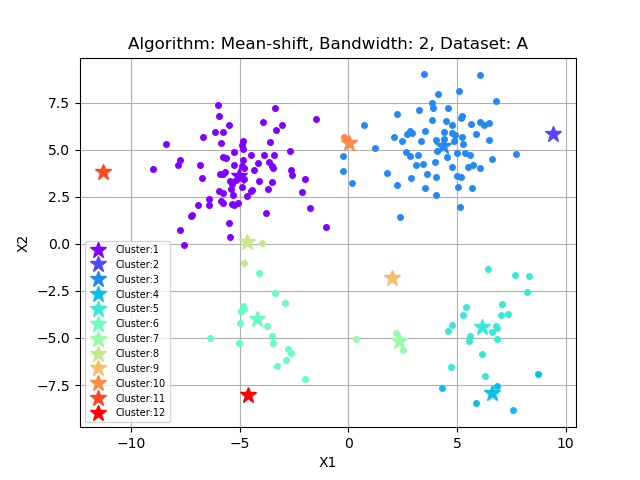 Algorithm: Mean-shift, Bandwidth: 2, Dataset: A
X2
7.5
5.0
2.5
0.0
−2.5
−5.0
−7.5
Cluster:1
Cluster:2
Cluster:3
Cluster:4
Cluster:5
Cluster:6
Cluster:7
Cluster:8
Cluster:9
Cluster:10
Cluster:11
Cluster:12
−10 −5 0 5 10
X1